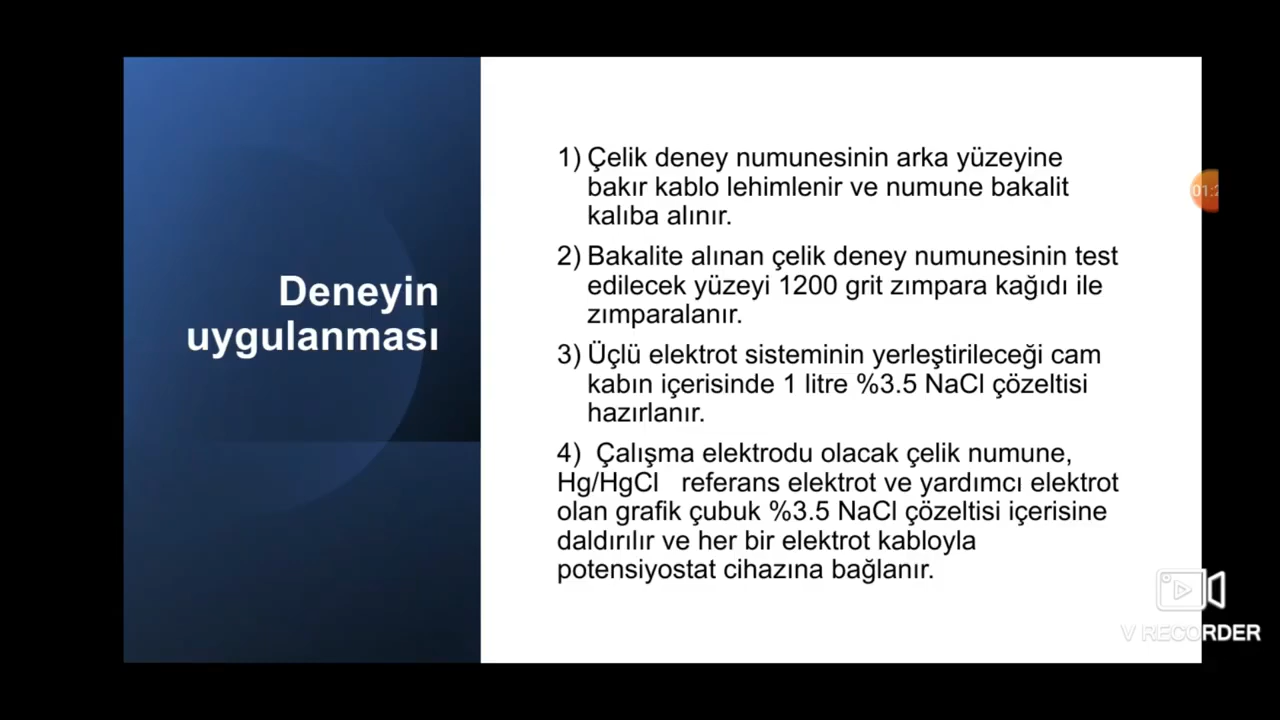 Deneyin
uygulanması
1) Çelik deney numunesinin arka yüzeyine
bakır kablo lehimlenir ve numune bakalit
kalıba alınır.
2) Bakalite alınan çelik deney numunesinin test
edilecek yüzeyi 1200 grit zımpara kağıdı ile
zımparalanır.
3) Üçlü elektrot sisteminin yerleştirileceği cam
kabın içerisinde 1 litre %3.5 NaCl çözeltisi
hazırlanır.
4) Çalışma elektrodu olacak çelik numune,
Hg/HgCl referans elektrot ve yardımcı elektrot
olan grafik çubuk %3.5 NaCl çözeltisi içerisine
daldırılır ve her bir elektrot kabloyla
potensiyostat cihazına bağlanır.
V RECORDER